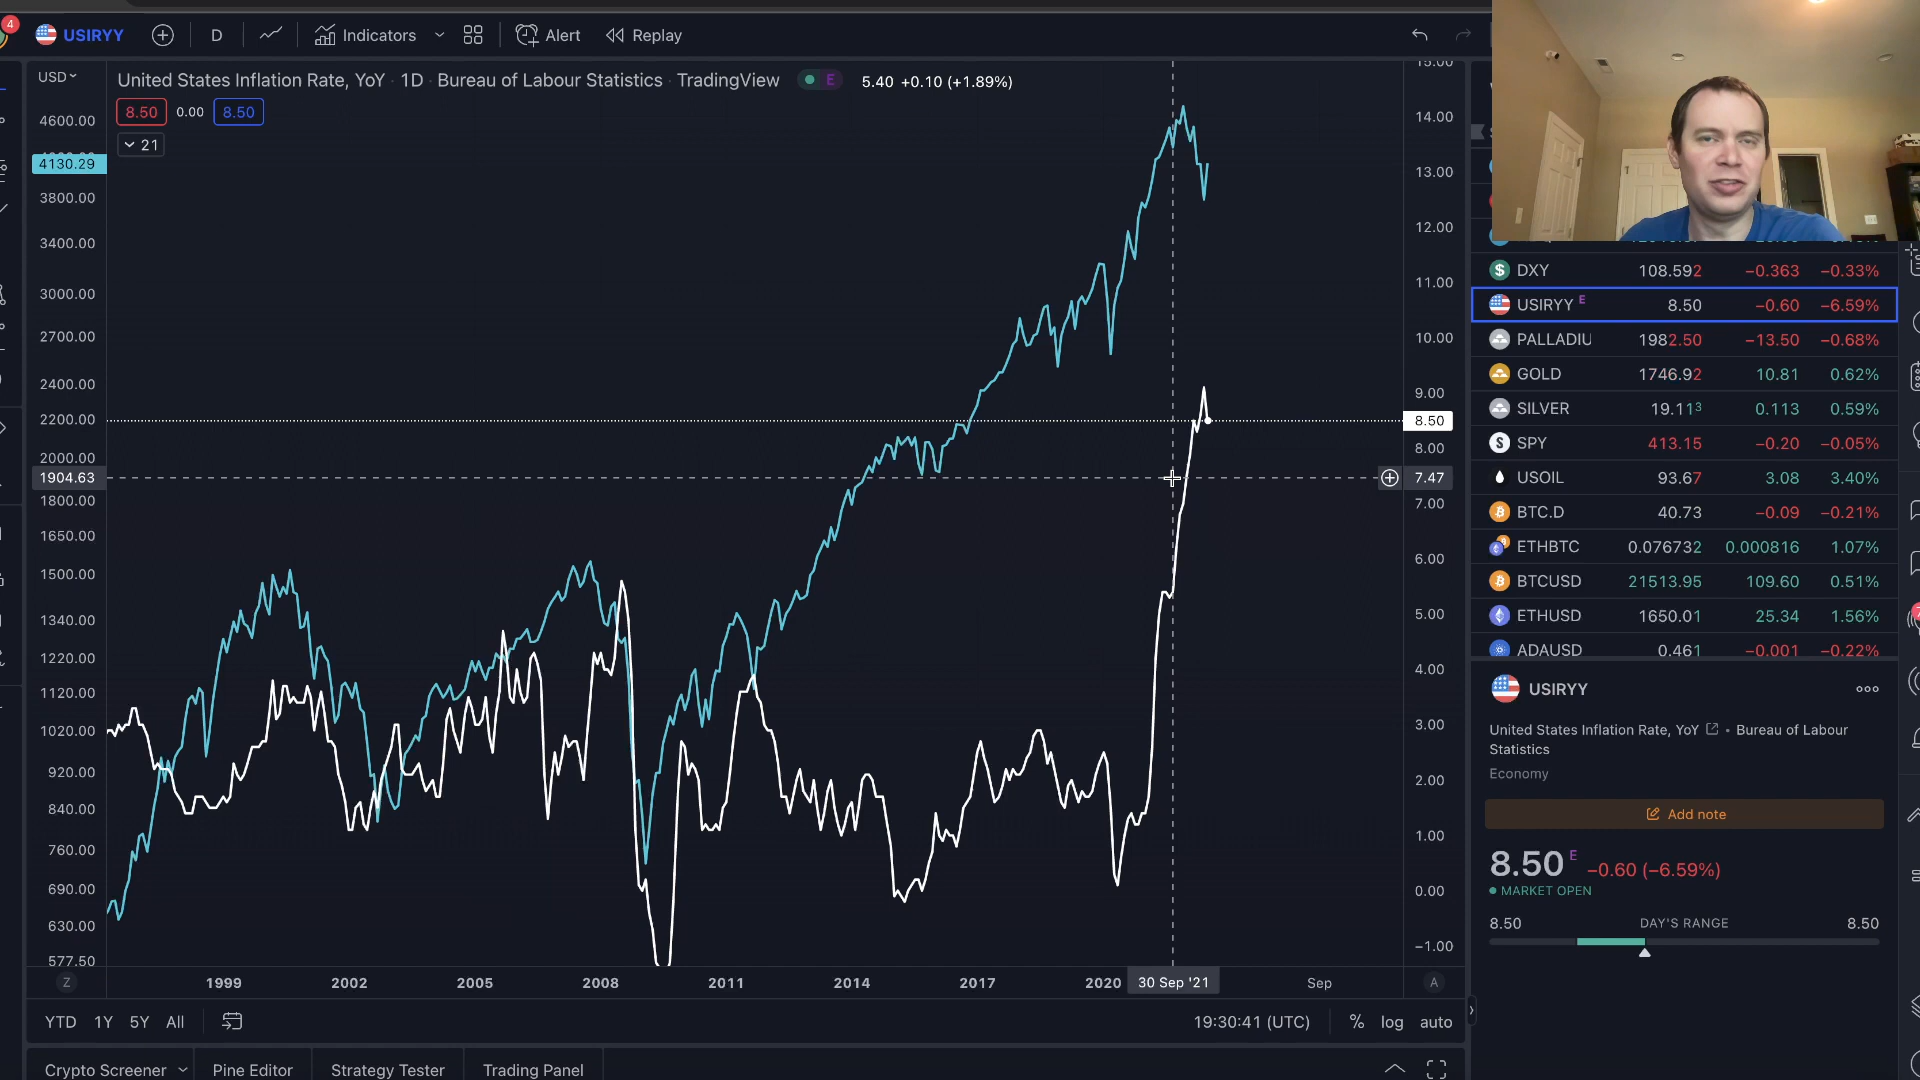 4
USIRYY
D
Indicators
Alert
Replay
USD
United States Inflation Rate, YoY · 1D · Bureau of Labour Statistics · TradingView
E
5.40 +0.10 (+1.89%)
8.50
0.00
8.50
21
4600.00
4130.29
3800.00
3400.00
3000.00
2700.00
2400.00
2200.00
2000.00
1904.63
1800.00
1650.00
1500.00
1340.00
1220.00
1120.00
1020.00
920.00
840.00
760.00
690.00
630.00
577.50
15.00
14.00
13.00
12.00
11.00
10.00
9.00
8.50
8.00
7.47
7.00
6.00
5.00
4.00
3.00
2.00
1.00
0.00
−1.00
Z
1999
2002
2005
2008
2011
2014
2017
2020
30 Sep '21
Sep
A
YTD
1Y
5Y
All
19:30:41 (UTC)
%
log
auto
Crypto Screener
Pine Editor
Strategy Tester
Trading Panel
DXY 108.592 −0.363 −0.33%
USIRYY E 8.50 −0.60 −6.59%
PALLADIU 1982.50 −13.50 −0.68%
GOLD 1746.92 10.81 0.62%
SILVER 19.113 0.113 0.59%
SPY 413.15 −0.20 −0.05%
USOIL 93.67 3.08 3.40%
BTC.D 40.73 −0.09 −0.21%
ETHBTC 0.076732 0.000816 1.07%
BTCUSD 21513.95 109.60 0.51%
ETHUSD 1650.01 25.34 1.56%
ADAUSD 0.461 −0.001 −0.22%
USIRYY
United States Inflation Rate, YoY • Bureau of Labour
Statistics
Economy
Add note
8.50 E −0.60 (−6.59%)
MARKET OPEN
8.50 DAY'S RANGE 8.50